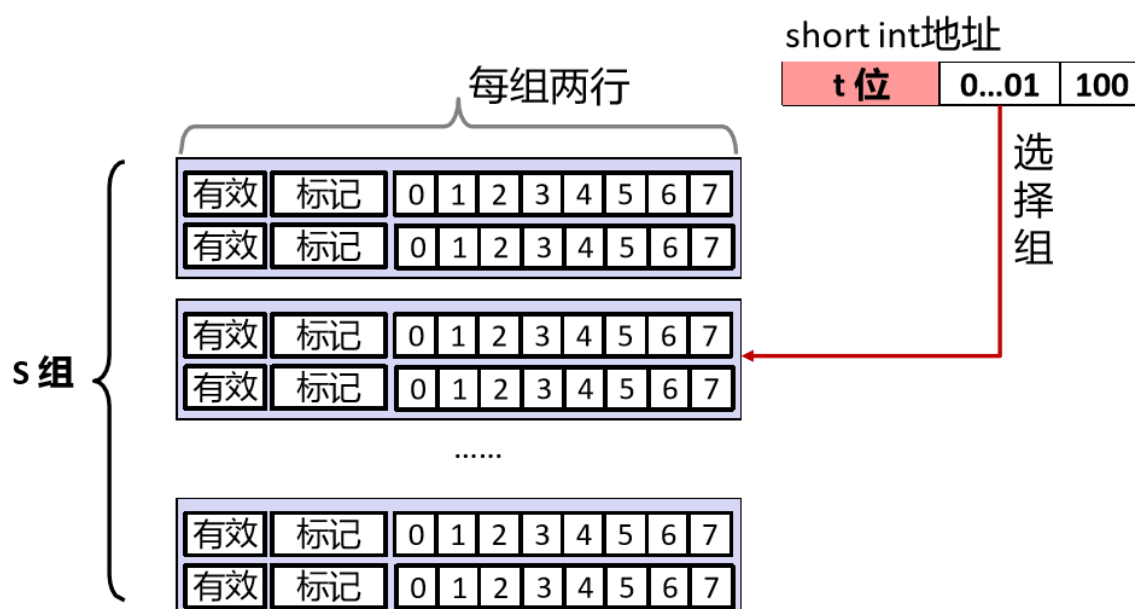 short int地址
t 位 0...01 100
每组两行
选择组
有效 标记 0 1 2 3 4 5 6 7
有效 标记 0 1 2 3 4 5 6 7
有效 标记 0 1 2 3 4 5 6 7
有效 标记 0 1 2 3 4 5 6 7
S 组
......
有效 标记 0 1 2 3 4 5 6 7
有效 标记 0 1 2 3 4 5 6 7